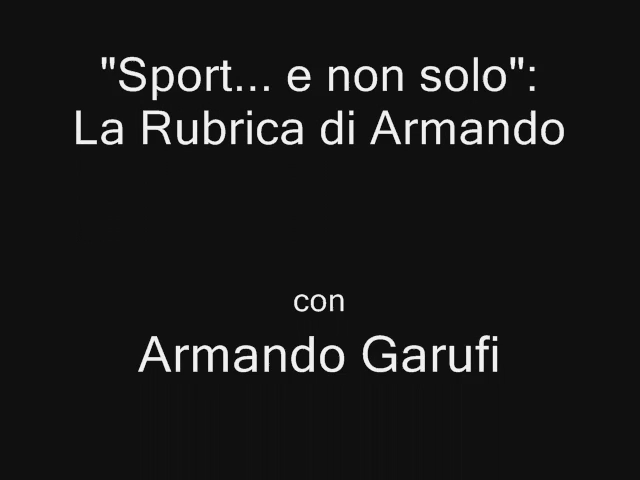 "Sport... e non solo":
La Rubrica di Armando
con
Armando Garufi